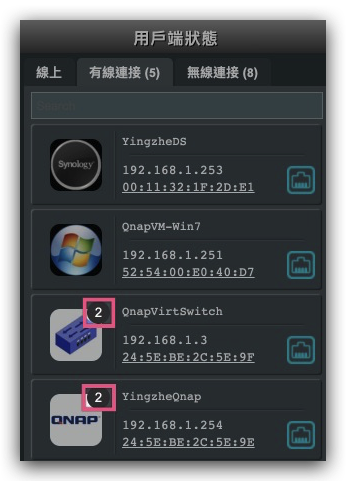 用戶端狀態
線上
有線連接 (5)
無線連接 (8)
Search
YingzheDS
Synology
192.168.1.253
00:11:32:1F:2D:E1
QnapVM-Win7
192.168.1.251
52:54:00:E0:40:D7
2
QnapVirtSwitch
192.168.1.3
24:5E:BE:2C:5E:9F
2
YingzheQnap
QNAP
192.168.1.254
24:5E:BE:2C:5E:9E